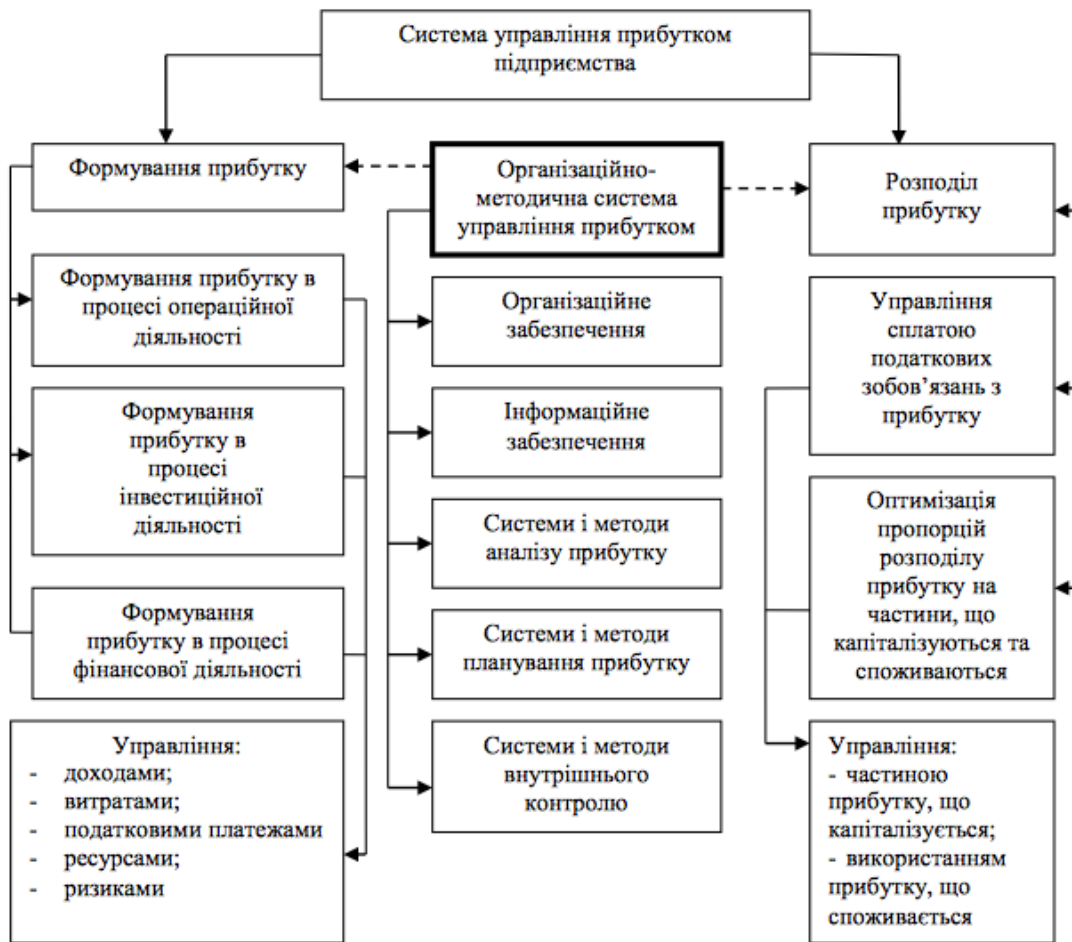 Система управління прибутком
підприємства
Формування прибутку
Організаційно-
методична система
управління прибутком
Розподіл
прибутку
Формування прибутку в
процесі операційної
діяльності
Формування
прибутку в
процесі
інвестиційної
діяльності
Формування
прибутку в процесі
фінансової діяльності
Управління:
- доходами;
- витратами;
- податковими платежами
- ресурсами;
- ризиками
Організаційне
забезпечення
Інформаційне
забезпечення
Системи і методи
аналізу прибутку
Системи і методи
планування прибутку
Системи і методи
внутрішнього
контролю
Управління
сплатою
податкових
зобов’язань з
прибутку
Оптимізація
пропорцій
розподілу
прибутку на
частини, що
капіталізуються та
споживаються
Управління:
- частиною
прибутку, що
капіталізується;
- використанням
прибутку, що
споживається